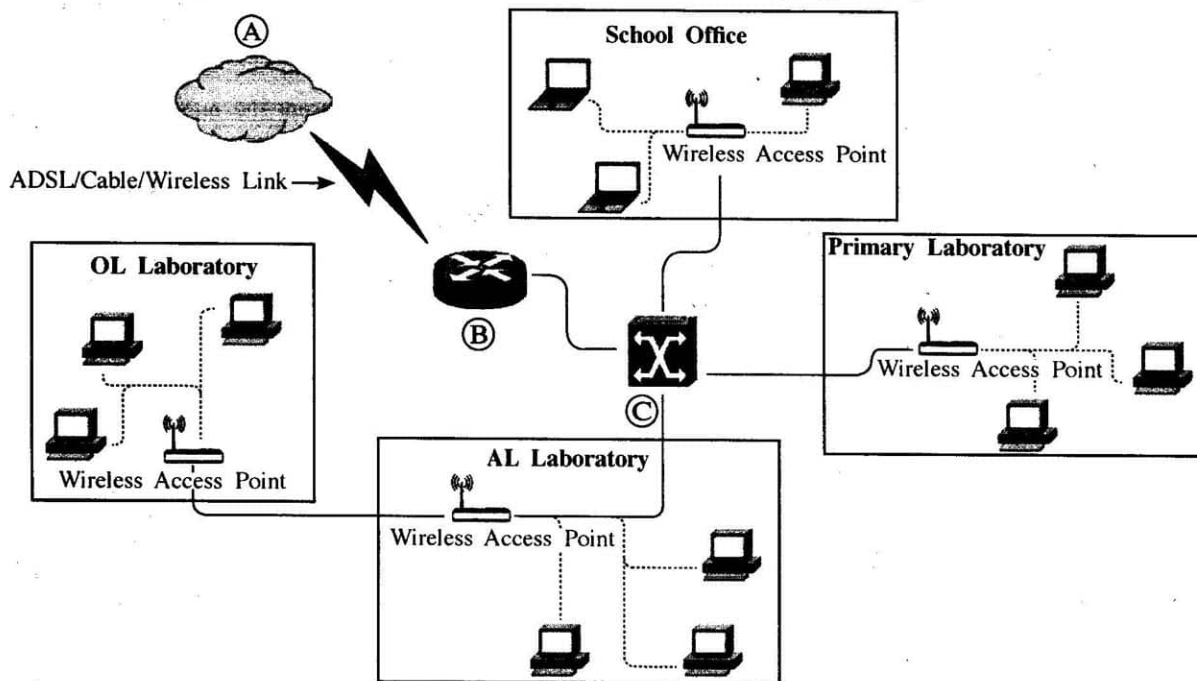 Ⓐ
School Office
Wireless Access Point
ADSL/Cable/Wireless Link
OL Laboratory
Wireless Access Point
Ⓑ
Primary Laboratory
Wireless Access Point
Ⓒ
AL Laboratory
Wireless Access Point